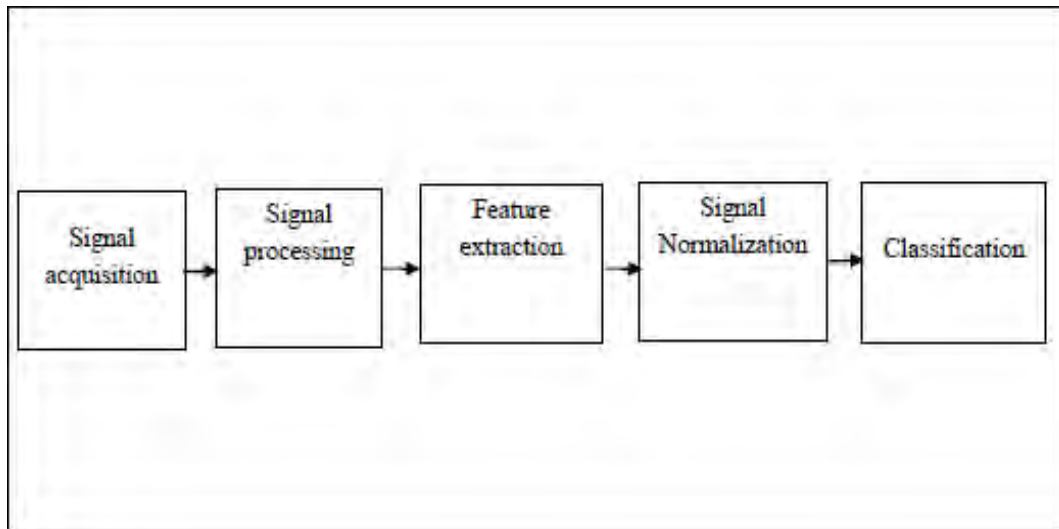 Signal
acquisition
Signal
processing
Feature
extraction
Signal
Normalization
Classification